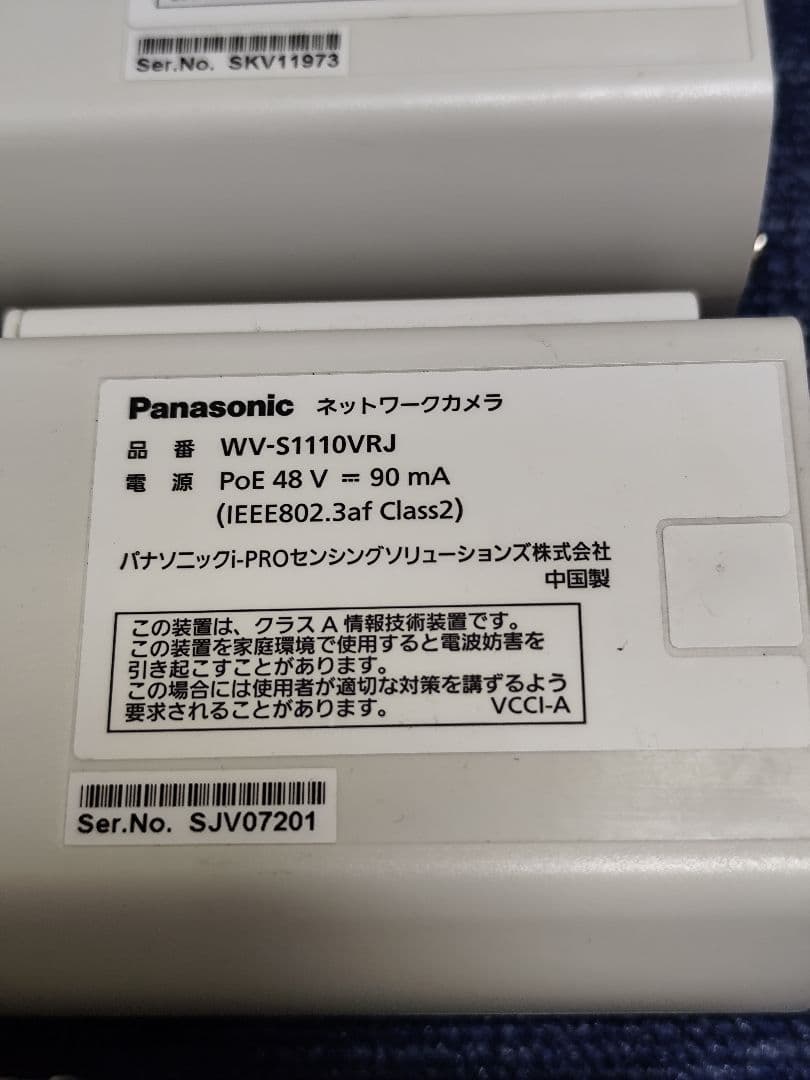 Ser.No. SKV11973
Panasonic ネットワークカメラ
品 番 WV-S1110VRJ
電 源 PoE 48 V ⎓ 90 mA
(IEEE802.3af Class2)
パナソニックi-PROセンシングソリューションズ株式会社
中国製
この装置は、クラス A 情報技術装置です。
この装置を家庭環境で使用すると電波妨害を
引き起こすことがあります。
この場合には使用者が適切な対策を講ずるよう
要求されることがあります。 VCCI-A
Ser.No. SJV07201